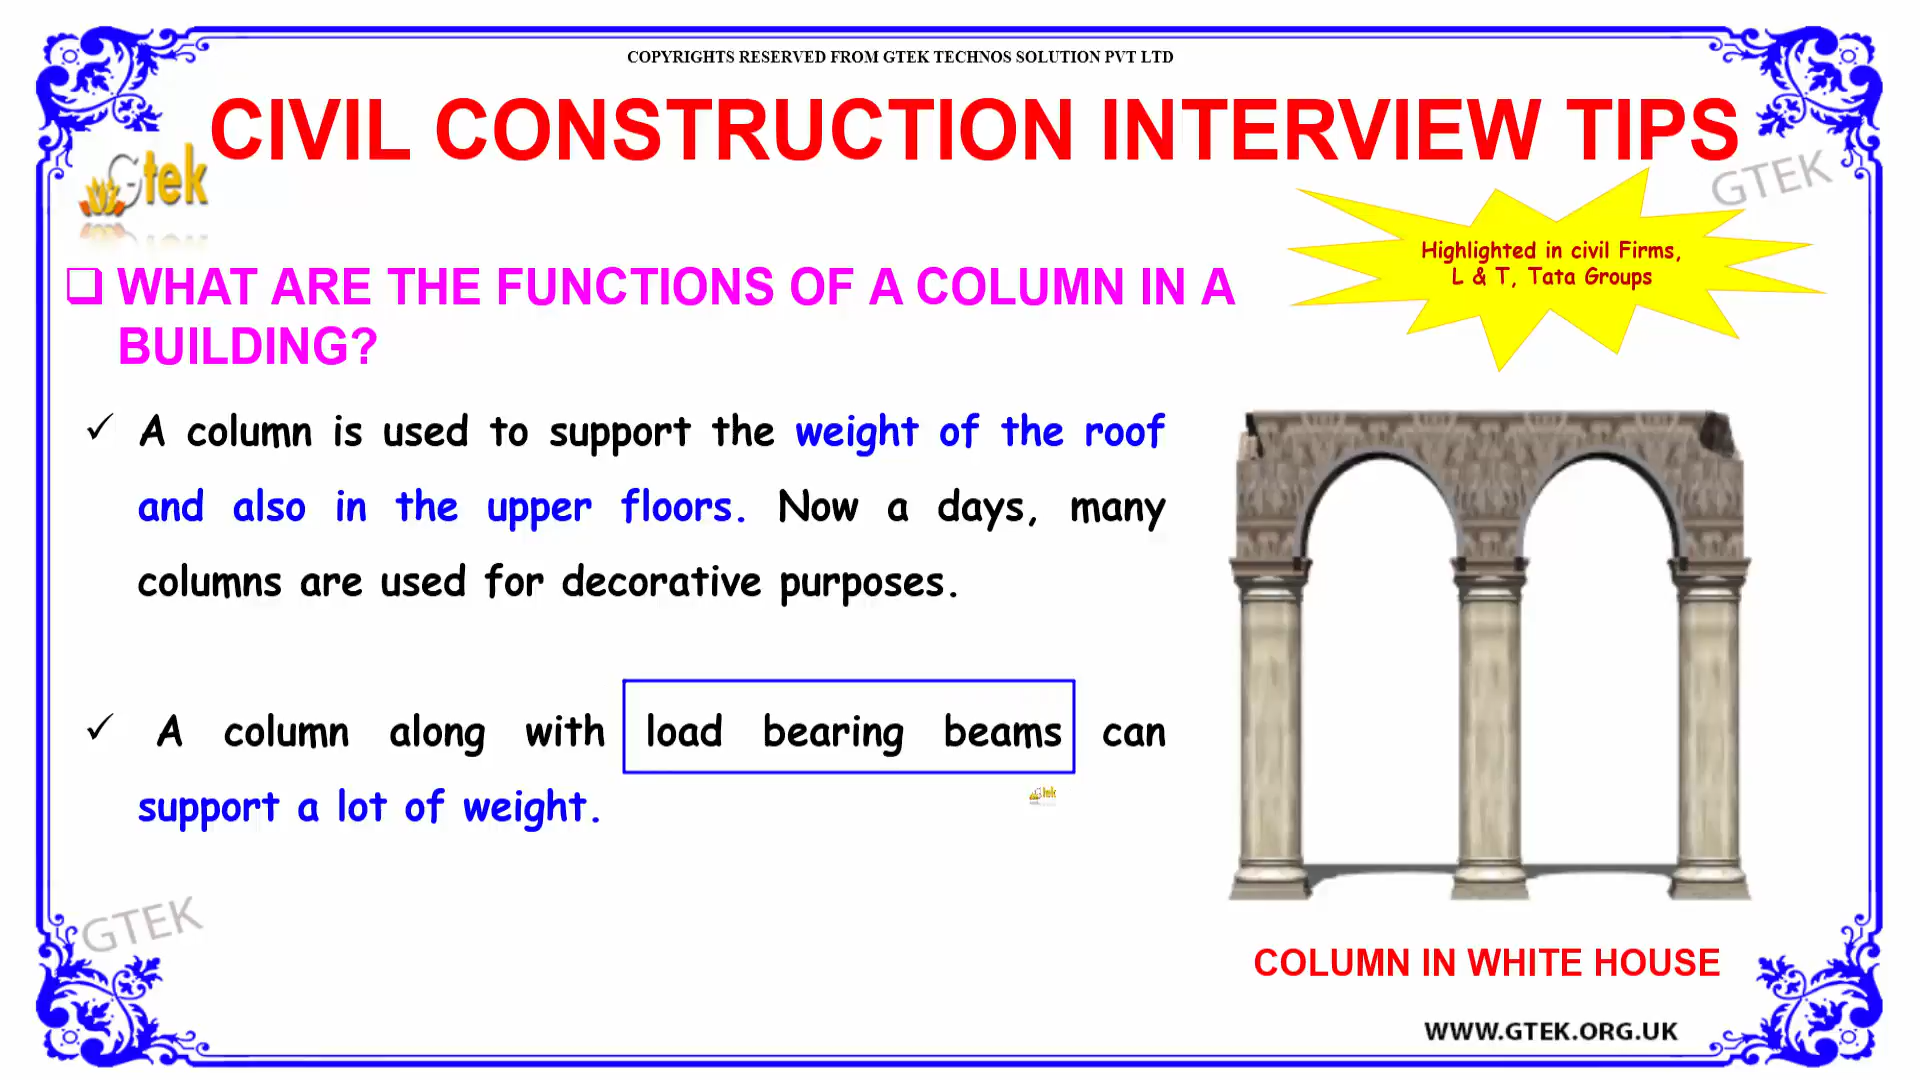 COPYRIGHTS RESERVED FROM GTEK TECHNOS SOLUTION PVT LTD
CIVIL CONSTRUCTION INTERVIEW TIPS
Gtek
GTEK
Highlighted in civil Firms,
L & T, Tata Groups
WHAT ARE THE FUNCTIONS OF A COLUMN IN A
BUILDING?
A column is used to support the weight of the roof
and also in the upper floors. Now a days, many
columns are used for decorative purposes.
A column along with load bearing beams can
support a lot of weight.
Gtek
GTEK
COLUMN IN WHITE HOUSE
WWW.GTEK.ORG.UK